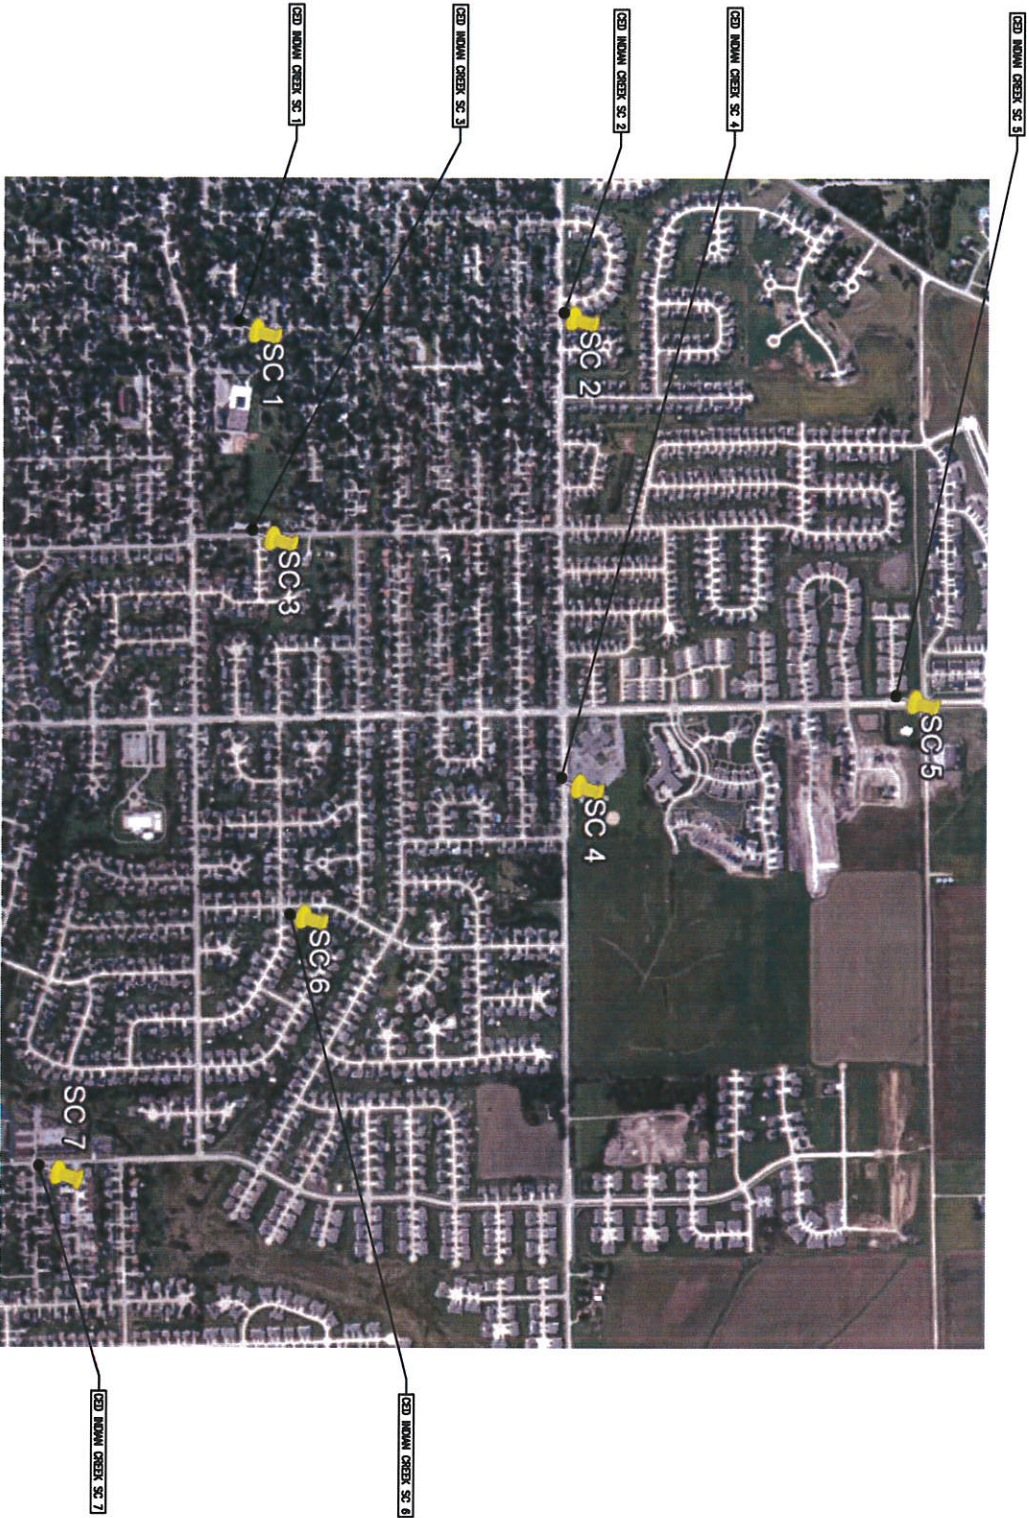 CED INDIAN CREEK SC 5
CED INDIAN CREEK SC 4
CED INDIAN CREEK SC 2
CED INDIAN CREEK SC 3
CED INDIAN CREEK SC 1
SC 5
SC 2
SC 4
SC 1
SC 3
SC 6
SC 7
CED INDIAN CREEK SC 6
CED INDIAN CREEK SC 7